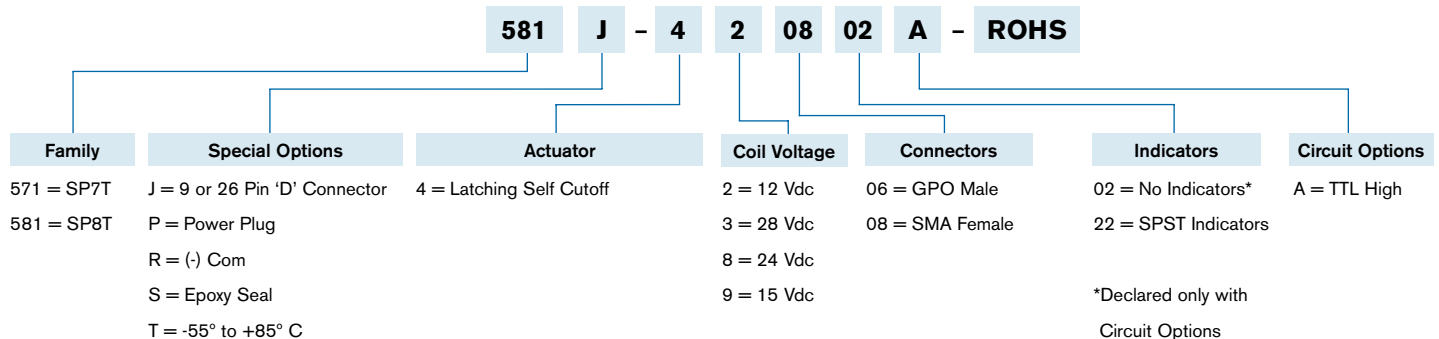 581 J – 4 2 08 02 A – ROHS
Family
571 = SP7T
581 = SP8T
Special Options
J = 9 or 26 Pin ‘D’ Connector
P = Power Plug
R = (-) Com
S = Epoxy Seal
T = -55° to +85° C
Actuator
4 = Latching Self Cutoff
Coil Voltage
2 = 12 Vdc
3 = 28 Vdc
8 = 24 Vdc
9 = 15 Vdc
Connectors
06 = GPO Male
08 = SMA Female
Indicators
02 = No Indicators*
22 = SPST Indicators
*Declared only with
Circuit Options
Circuit Options
A = TTL High